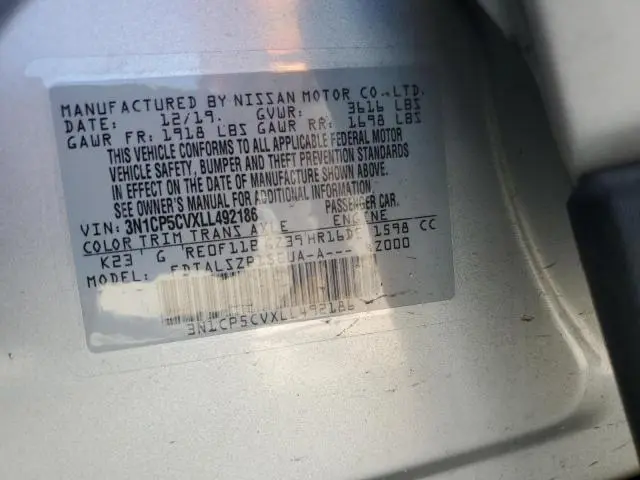 MANUFACTURED BY NISSAN MOTOR CO.,LTD.
DATE: 12/19. GVWR: 3616 LBS
GAWR FR: 1918 LBS GAWR RR: 1698 LBS
THIS VEHICLE CONFORMS TO ALL APPLICABLE FEDERAL MOTOR
VEHICLE SAFETY, BUMPER AND THEFT PREVENTION STANDARDS
IN EFFECT ON THE DATE OF MANUFACTURE SHOWN ABOVE.
SEE OWNER'S MANUAL FOR ADDITIONAL INFORMATION.
VIN: 3N1CP5CVXLL492186 PASSENGER CAR.
COLOR TRIM TRANS AXLE ENGINE
K23 G RE0F11B HR16DE 1598 CC
MODEL:
3N1CP5CVXLL492186